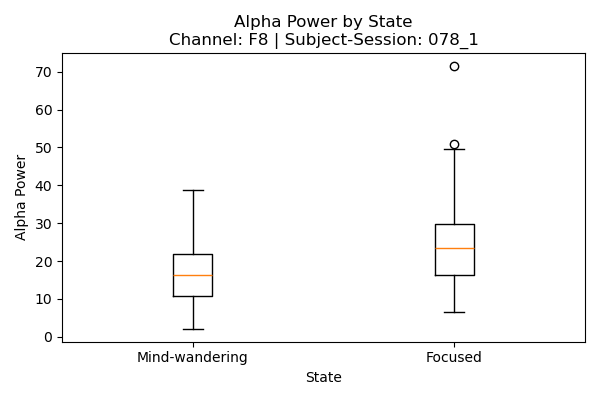 Alpha Power by State
Channel: F8 | Subject-Session: 078_1
Alpha Power
70
60
50
40
30
20
10
0
Mind-wandering
Focused
State